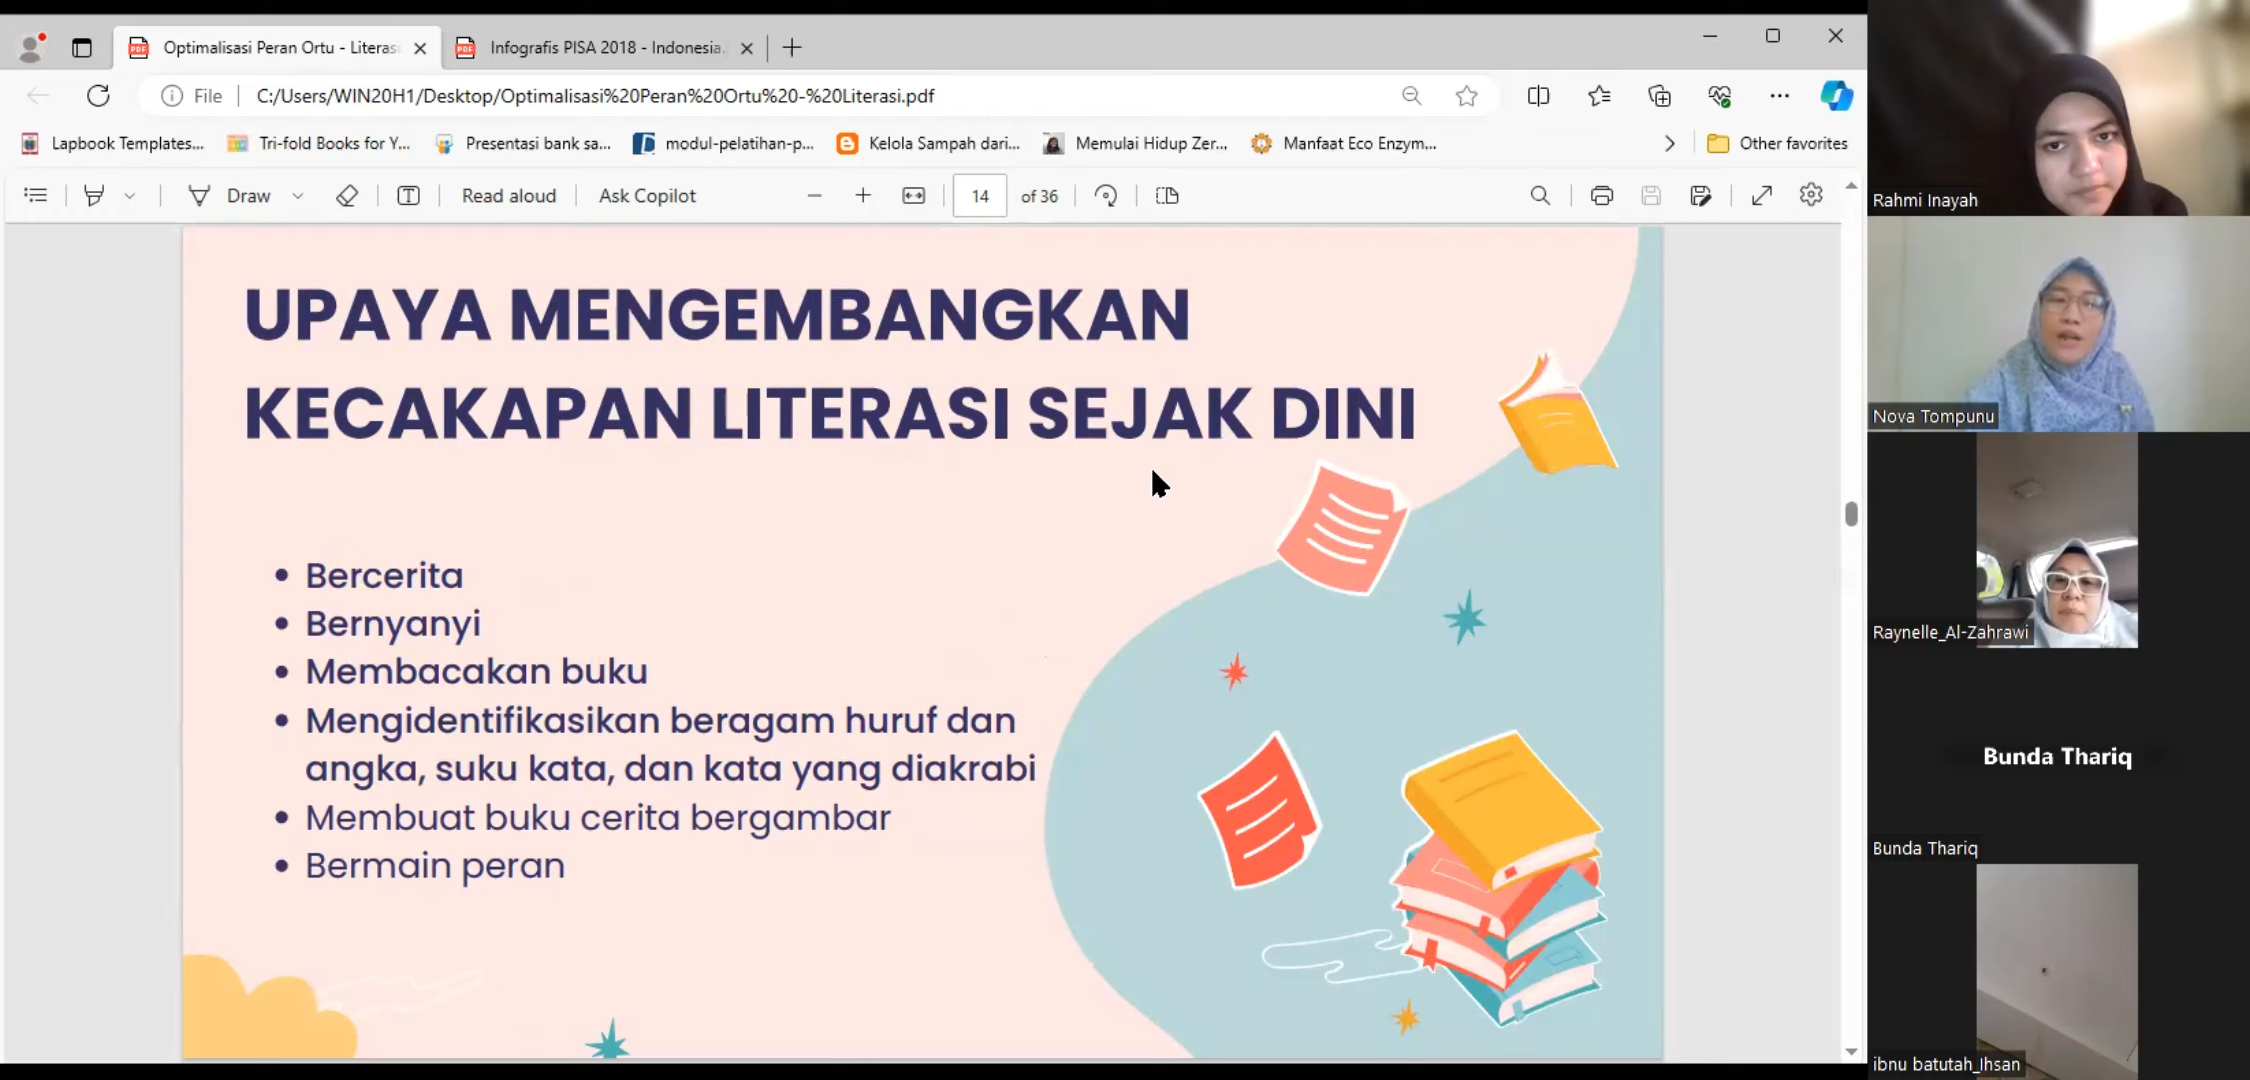 Optimalisasi Peran Ortu - Literas
Infografis PISA 2018 - Indonesia.
File
C:/Users/WIN20H1/Desktop/Optimalisasi%20Peran%20Ortu%20-%20Literasi.pdf
Lapbook Templates...
Tri-fold Books for Y...
Presentasi bank sa...
modul-pelatihan-p...
Kelola Sampah dari...
Memulai Hidup Zer...
Manfaat Eco Enzym...
Other favorites
Draw
Read aloud
Ask Copilot
14 of 36
UPAYA MENGEMBANGKAN
KECAKAPAN LITERASI SEJAK DINI
• Bercerita
• Bernyanyi
• Membacakan buku
• Mengidentifikasikan beragam huruf dan
angka, suku kata, dan kata yang diakrabi
• Membuat buku cerita bergambar
• Bermain peran
Rahmi Inayah
Nova Tompunu
Raynelle_Al-Zahrawi
Bunda Thariq
Bunda Thariq
ibnu batutah_Ihsan